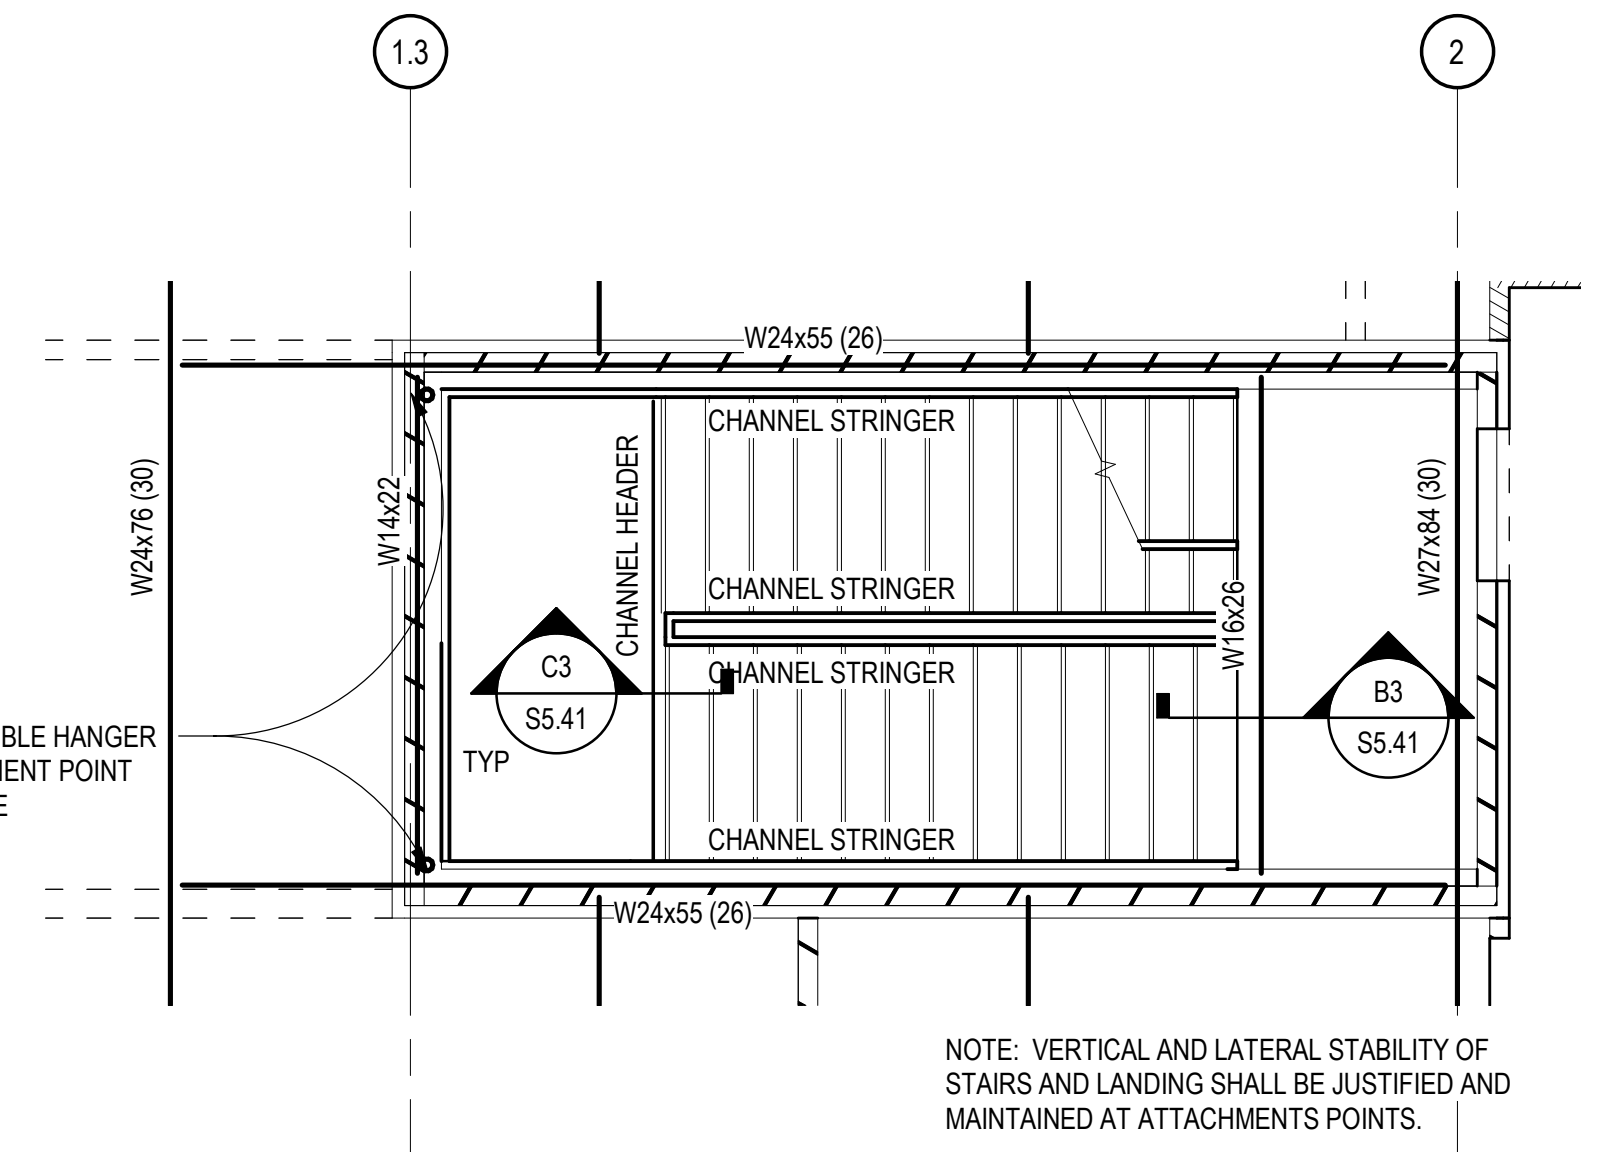 1.3
2
W24x55 (26)
CHANNEL STRINGER
CHANNEL HEADER
W24x76 (30)
W14x22
W27x84 (30)
CHANNEL STRINGER
W16x26
C3
S5.41
CHANNEL STRINGER
B3
S5.41
BLE HANGER
MENT POINT
E
TYP
CHANNEL STRINGER
W24x55 (26)
NOTE: VERTICAL AND LATERAL STABILITY OF
STAIRS AND LANDING SHALL BE JUSTIFIED AND
MAINTAINED AT ATTACHMENTS POINTS.